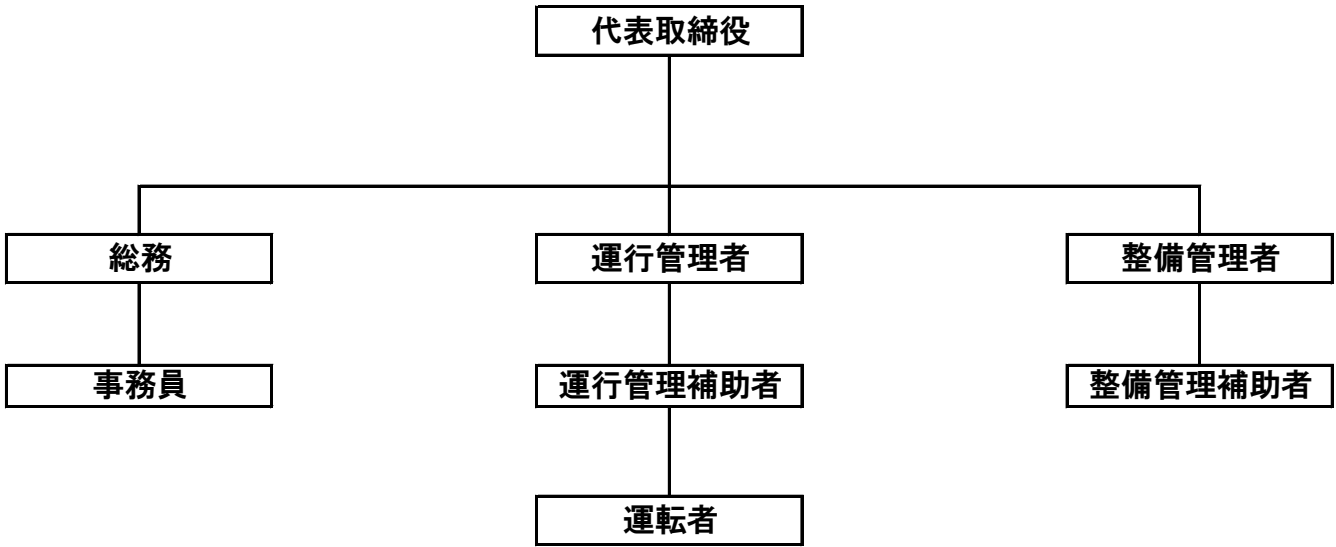 代表取締役
総務
運行管理者
整備管理者
事務員
運行管理補助者
整備管理補助者
運転者